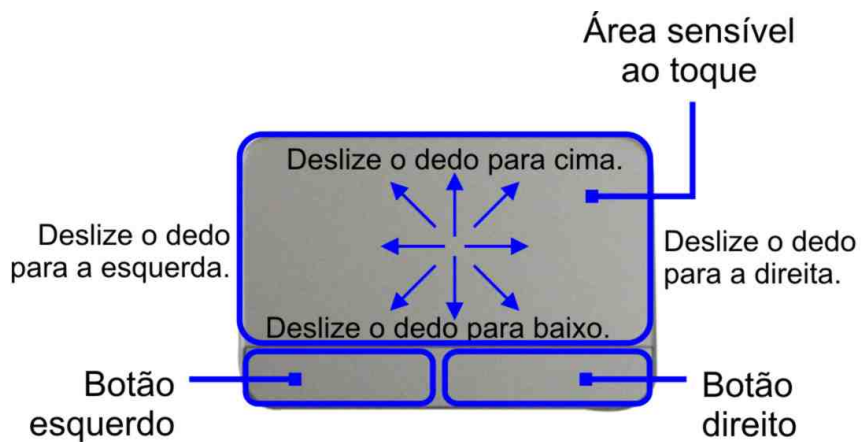 Área sensível
ao toque
Deslize o dedo para cima.
Deslize o dedo
para a esquerda.
Deslize o dedo
para a direita.
Deslize o dedo para baixo.
Botão
esquerdo
Botão
direito